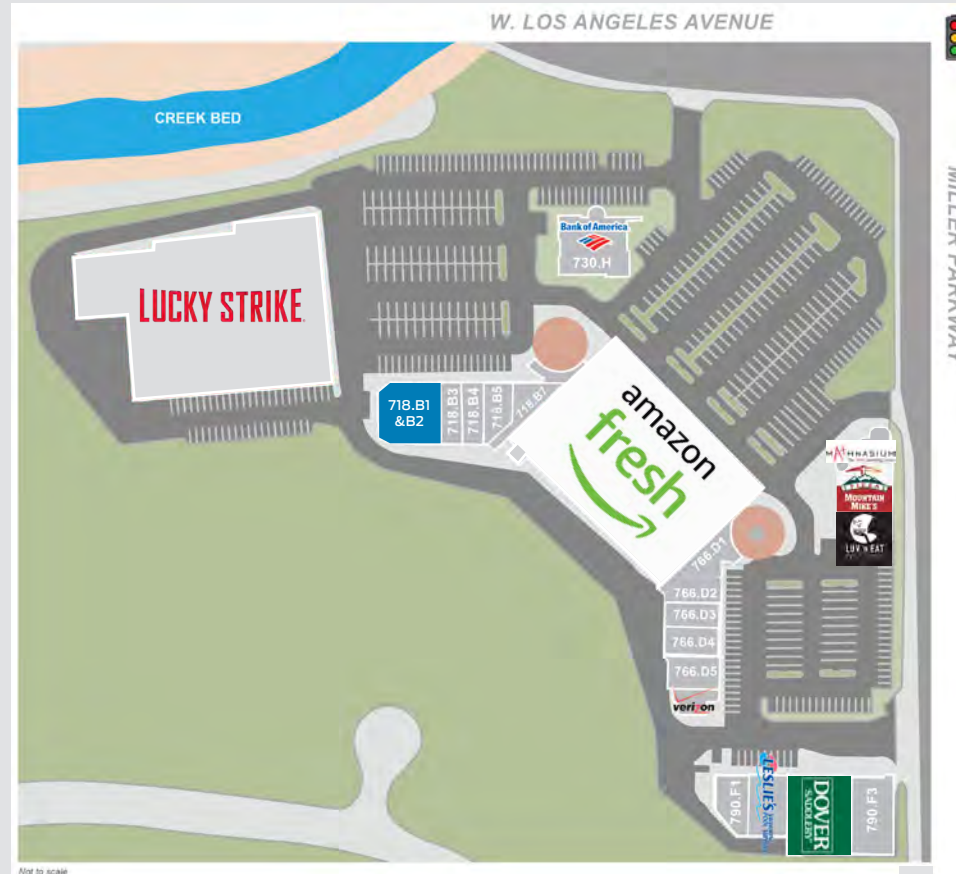 W. LOS ANGELES AVENUE
MILLER PARKWAY
CREEK BED
Bank of America
730.H
LUCKY STRIKE
718.B1
&B2
718.B3
718.B4
718.B5
718.B7
amazon
fresh
MATHNASIUM
MOUNTAIN
MIKE'S
LUV 'N EAT
766.D1
766.D2
766.D3
766.D4
766.D5
verizon
790.F1
LESLIE'S
DOVER
SADDLERY
790.F3
Not to scale